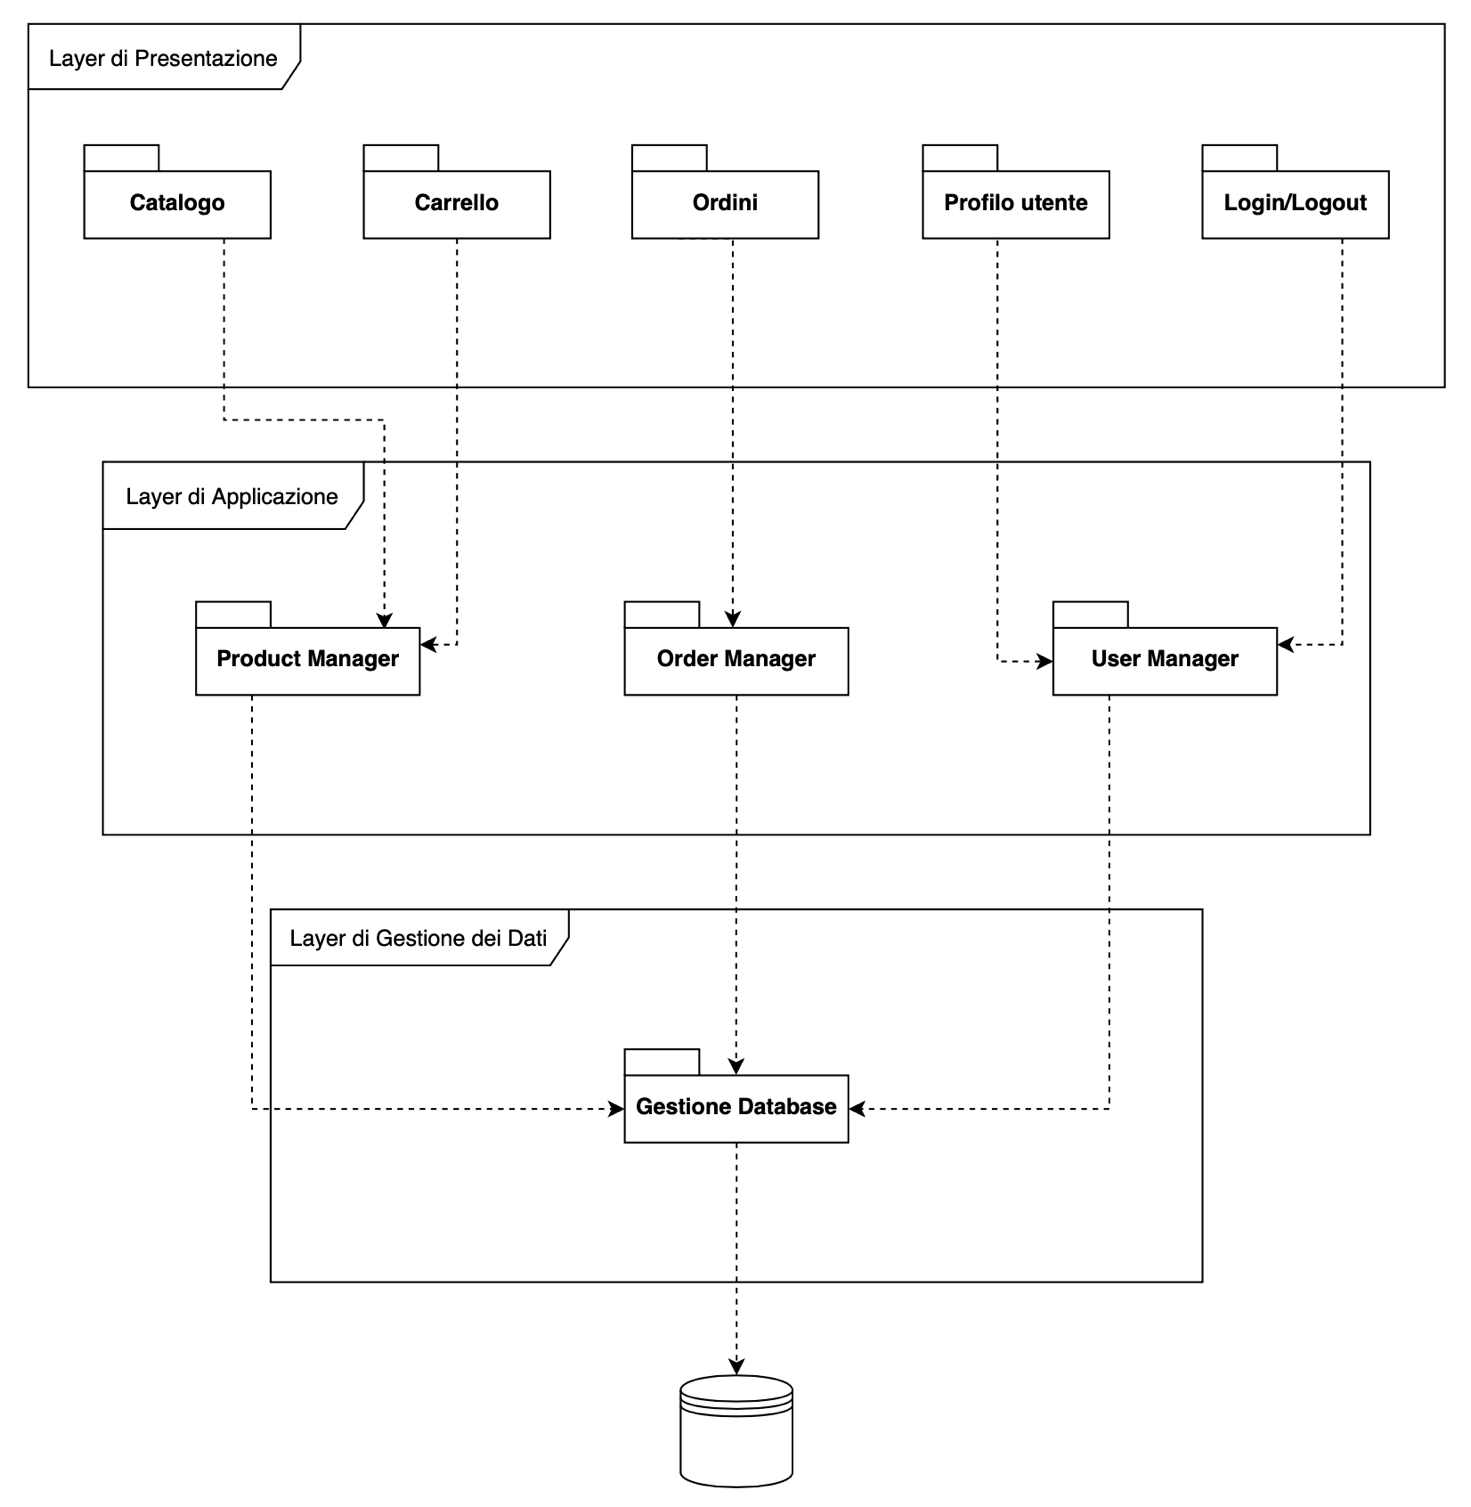 Layer di Presentazione
Catalogo
Carrello
Ordini
Profilo utente
Login/Logout
Layer di Applicazione
Product Manager
Order Manager
User Manager
Layer di Gestione dei Dati
Gestione Database